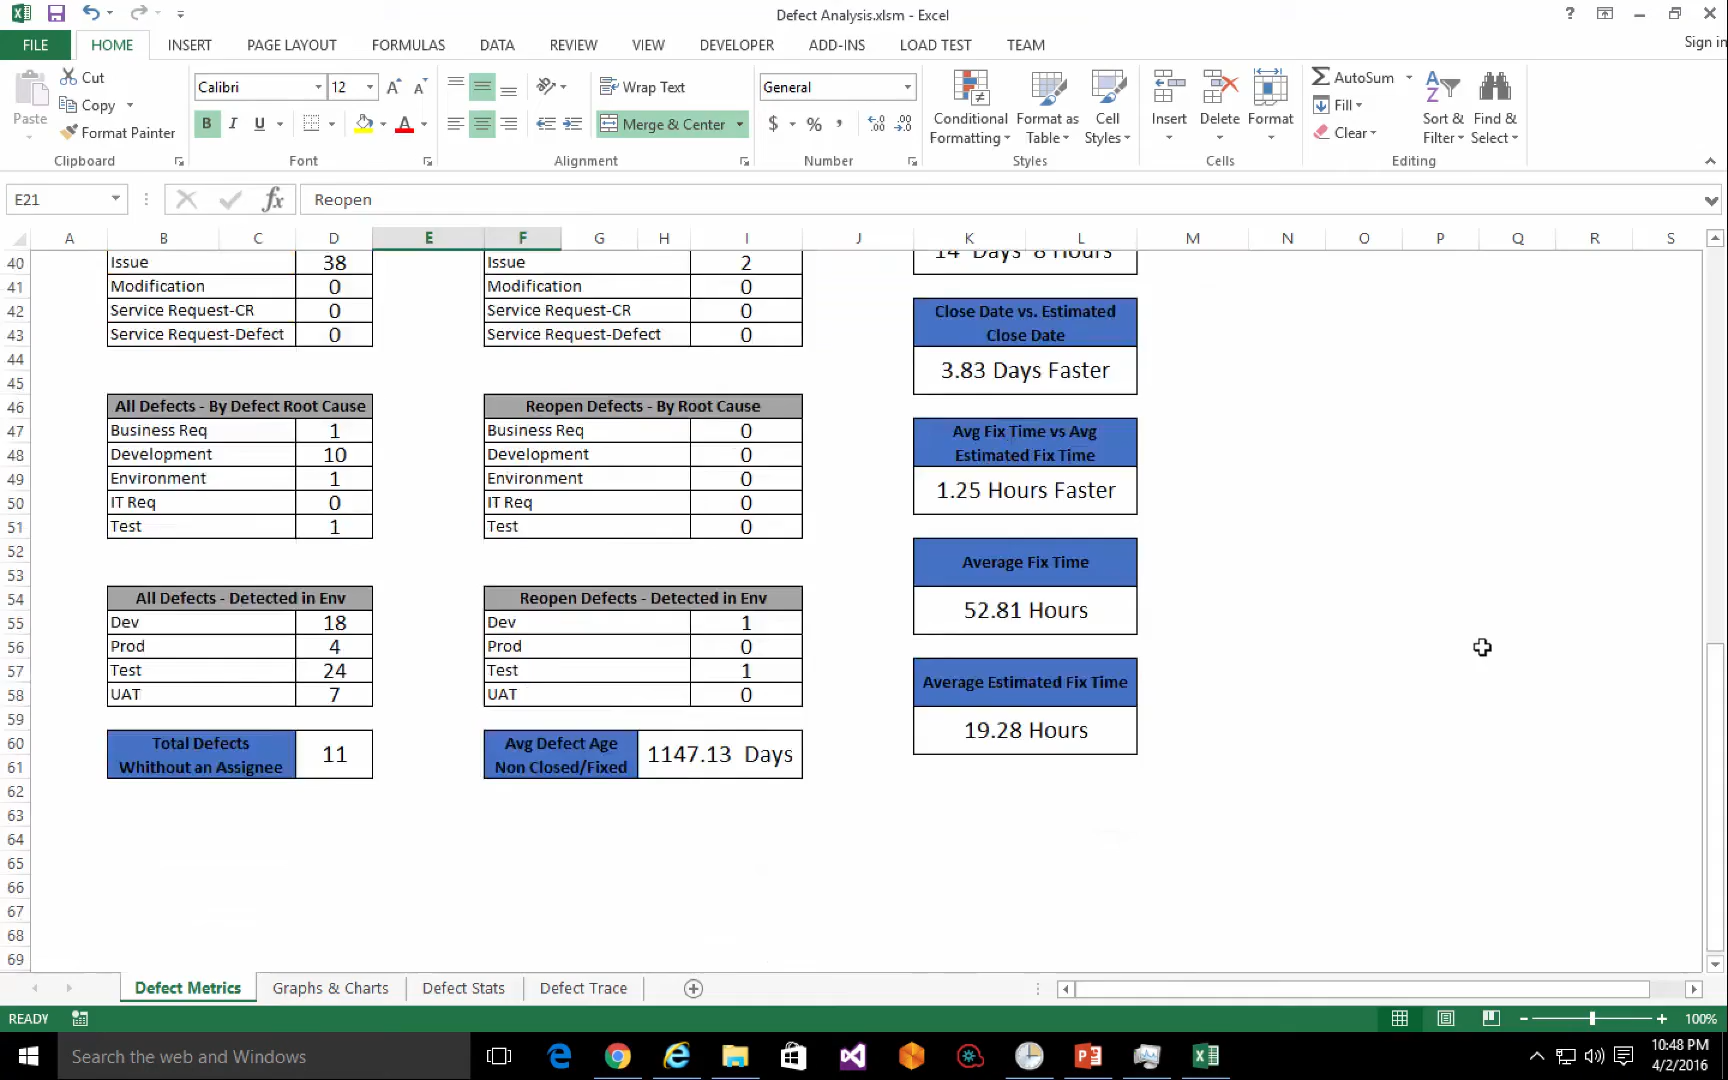 Defect Analysis.xlsm - Excel
?
FILE
HOME
INSERT
PAGE LAYOUT
FORMULAS
DATA
REVIEW
VIEW
DEVELOPER
ADD-INS
LOAD TEST
TEAM
Sign in
Paste
Cut
Copy
Format Painter
Clipboard
Calibri
12
B I U
Font
Wrap Text
Merge & Center
Alignment
General
$ % ,
Number
Conditional Formatting
Format as Table
Cell Styles
Styles
Insert
Delete
Format
Cells
AutoSum
Fill
Clear
Sort & Filter
Find & Select
Editing
E21
fx
Reopen
A B C D E F G H I J K L M N O P Q R S
40 Issue 38 Issue 2 14 Days 8 Hours
41 Modification 0 Modification 0
42 Service Request-CR 0 Service Request-CR 0 Close Date vs. Estimated
43 Service Request-Defect 0 Service Request-Defect 0 Close Date
44
45 3.83 Days Faster
46 All Defects - By Defect Root Cause Reopen Defects - By Root Cause
47 Business Req 1 Business Req 0 Avg Fix Time vs Avg
48 Development 10 Development 0 Estimated Fix Time
49 Environment 1 Environment 0 1.25 Hours Faster
50 IT Req 0 IT Req 0
51 Test 1 Test 0
52
53 Average Fix Time
54 All Defects - Detected in Env Reopen Defects - Detected in Env
55 Dev 18 Dev 1 52.81 Hours
56 Prod 4 Prod 0
57 Test 24 Test 1
58 UAT 7 UAT 0 Average Estimated Fix Time
59
60 Total Defects 11 Avg Defect Age 1147.13 Days 19.28 Hours
61 Whithout an Assignee Non Closed/Fixed
62
63
64
65
66
67
68
69
Defect Metrics
Graphs & Charts
Defect Stats
Defect Trace
READY
100%
Search the web and Windows
10:48 PM
4/2/2016